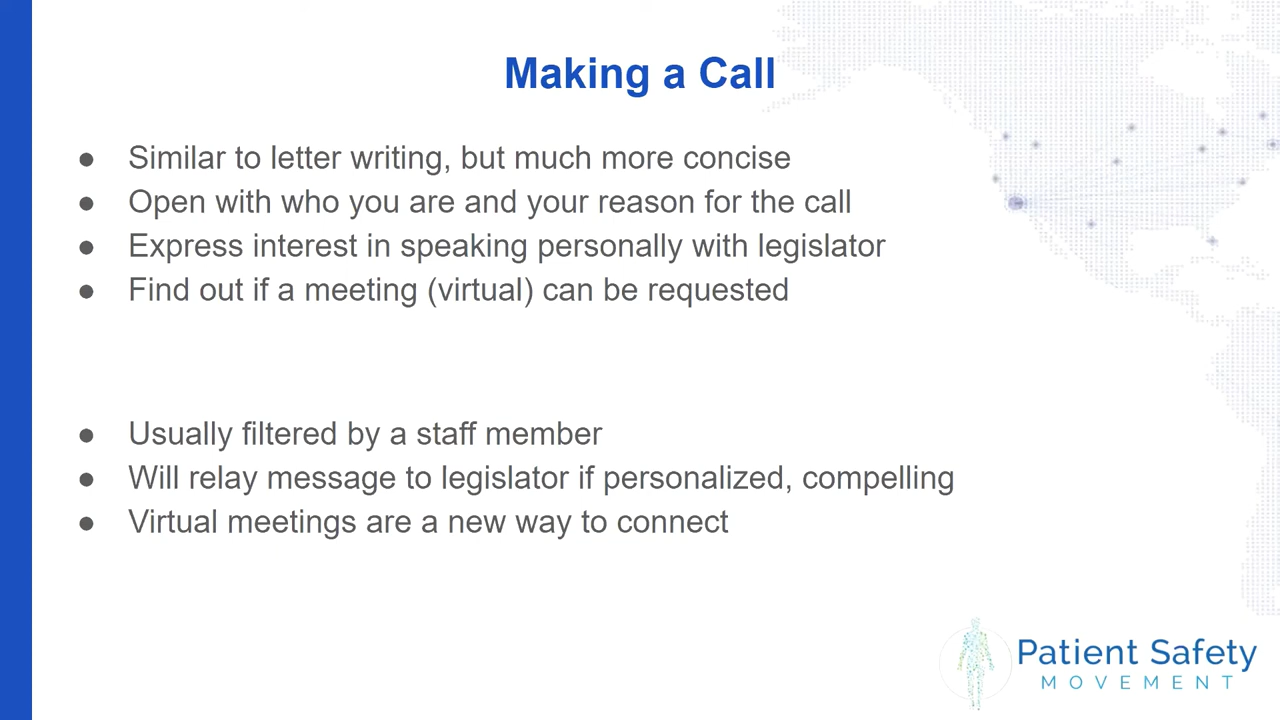 Making a Call
● Similar to letter writing, but much more concise
● Open with who you are and your reason for the call
● Express interest in speaking personally with legislator
● Find out if a meeting (virtual) can be requested
● Usually filtered by a staff member
● Will relay message to legislator if personalized, compelling
● Virtual meetings are a new way to connect
Patient Safety
MOVEMENT